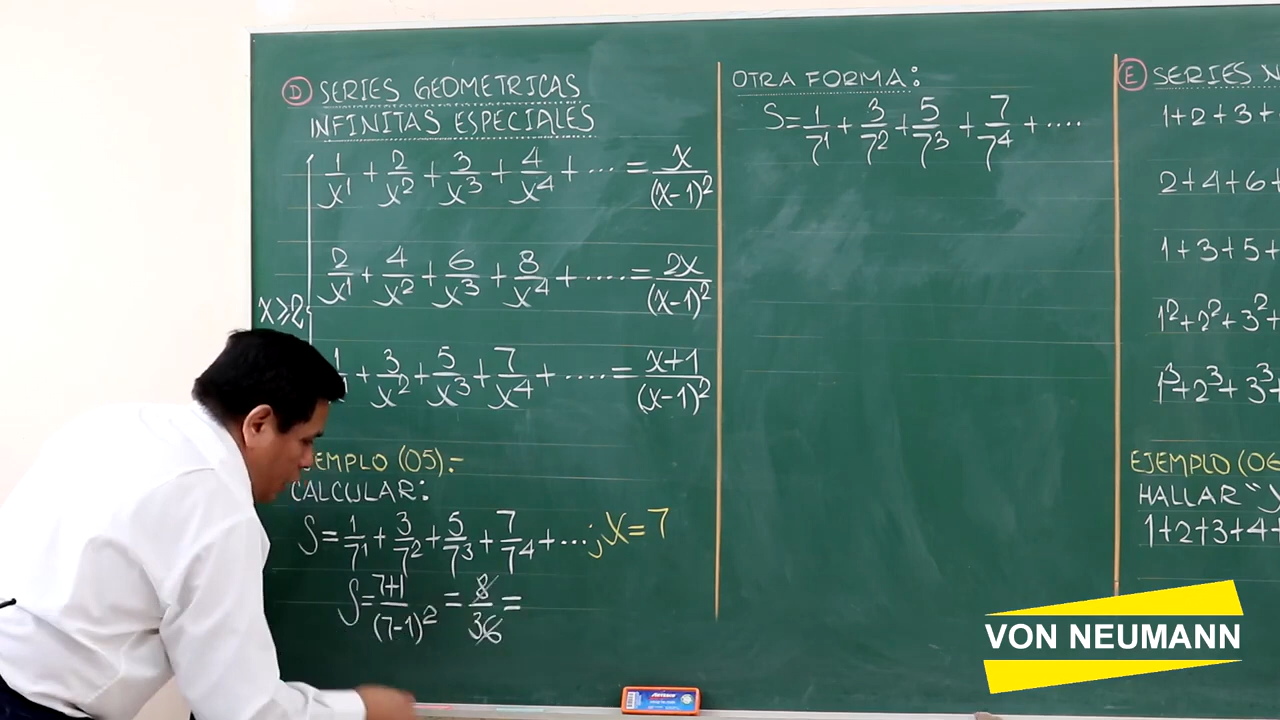 D SERIES GEOMETRICAS
INFINITAS ESPECIALES
1/x¹ + 2/x² + 3/x³ + 4/x⁴ + ... = x/(x-1)²
2/x¹ + 4/x² + 6/x³ + 8/x⁴ + ..... = 2x/(x-1)²
x≥2
1 + 3/x² + 5/x³ + 7/x⁴ + ..... = x+1/(x-1)²
EMPLO (05).-
CALCULAR:
S = 1/7¹ + 3/7² + 5/7³ + 7/7⁴ + ... ; X=7
S = 7+1/(7-1)² = 8/36 =
OTRA FORMA:
S = 1/7¹ + 3/7² + 5/7³ + 7/7⁴ + ....
E SERIES N
1+2+3+
2+4+6+
1+3+5+
1²+2²+3²+
1³+2³+3³+
EJEMPLO (06
HALLAR "
1+2+3+4+
VON NEUMANN